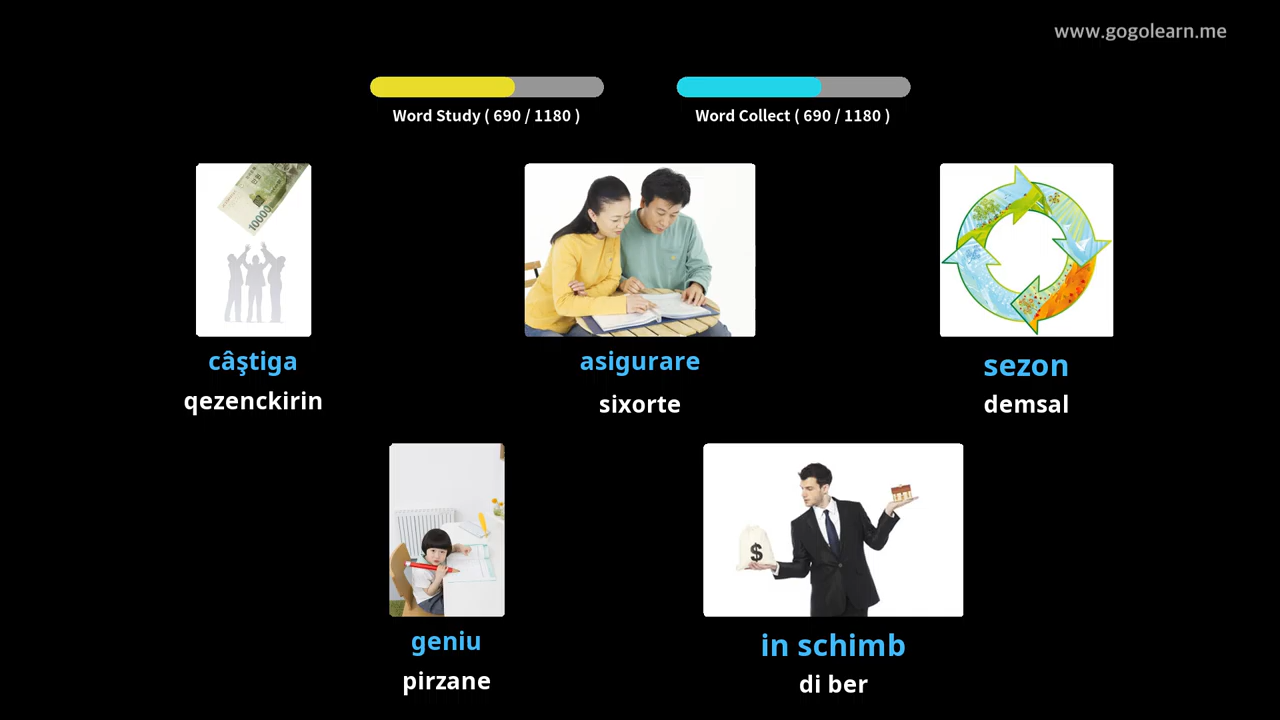 www.gogolearn.me
Word Study ( 690 / 1180 )
Word Collect ( 690 / 1180 )
10000
câştiga
asigurare
sezon
qezenckirin
sixorte
demsal
$
geniu
in schimb
pirzane
di ber